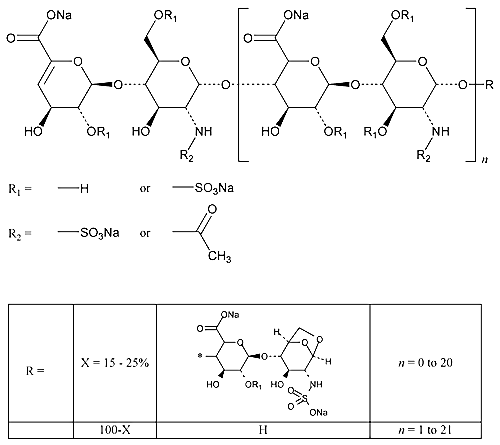 ONa
O
O
HO
OR1
O
OR1
O
HO
NH
R2
O
ONa
O
O
HO
OR1
O
OR1
O
R1O
NH
R2
O
R
n
R1 = —H or —SO3Na
R2 = —SO3Na or
O
CH3
R =
X = 15 - 25%
ONa
O
O
*
HO
OR1
O
H
O
O
H
HO
NH
O
S
O
ONa
n = 0 to 20
100-X H n = 1 to 21